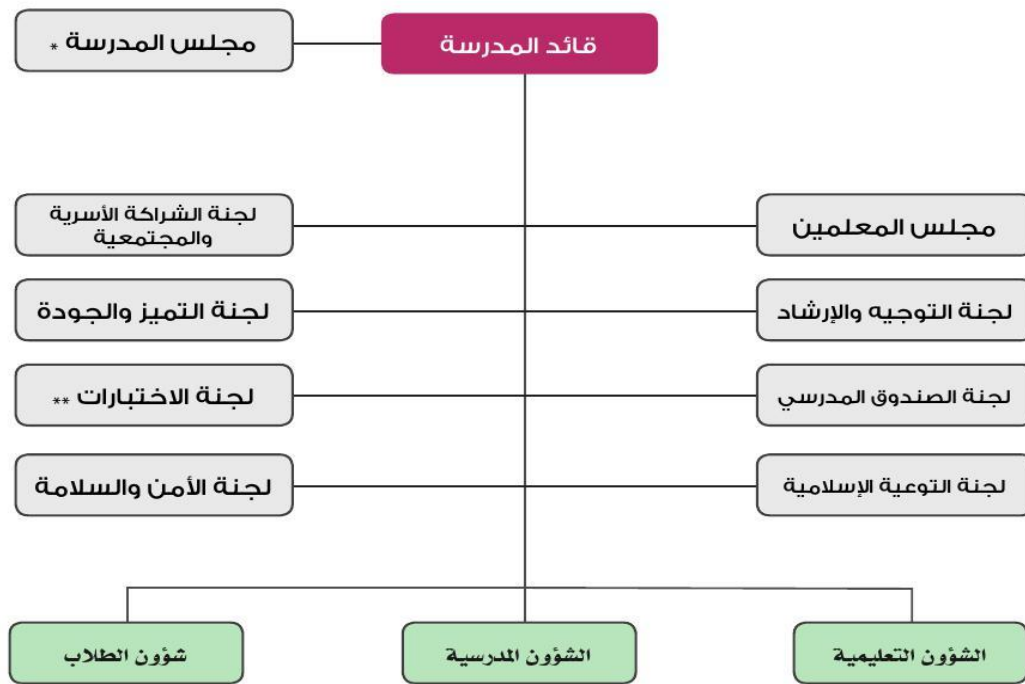 قائد المدرسة
مجلس المدرسة *
مجلس المعلمين
لجنة الشراكة الأسرية
والمجتمعية
لجنة التوجيه والإرشاد
لجنة التميز والجودة
لجنة الصندوق المدرسي
لجنة الاختبارات **
لجنة التوعية الإسلامية
لجنة الأمن والسلامة
الشؤون التعليمية
الشؤون المدرسية
شؤون الطلاب